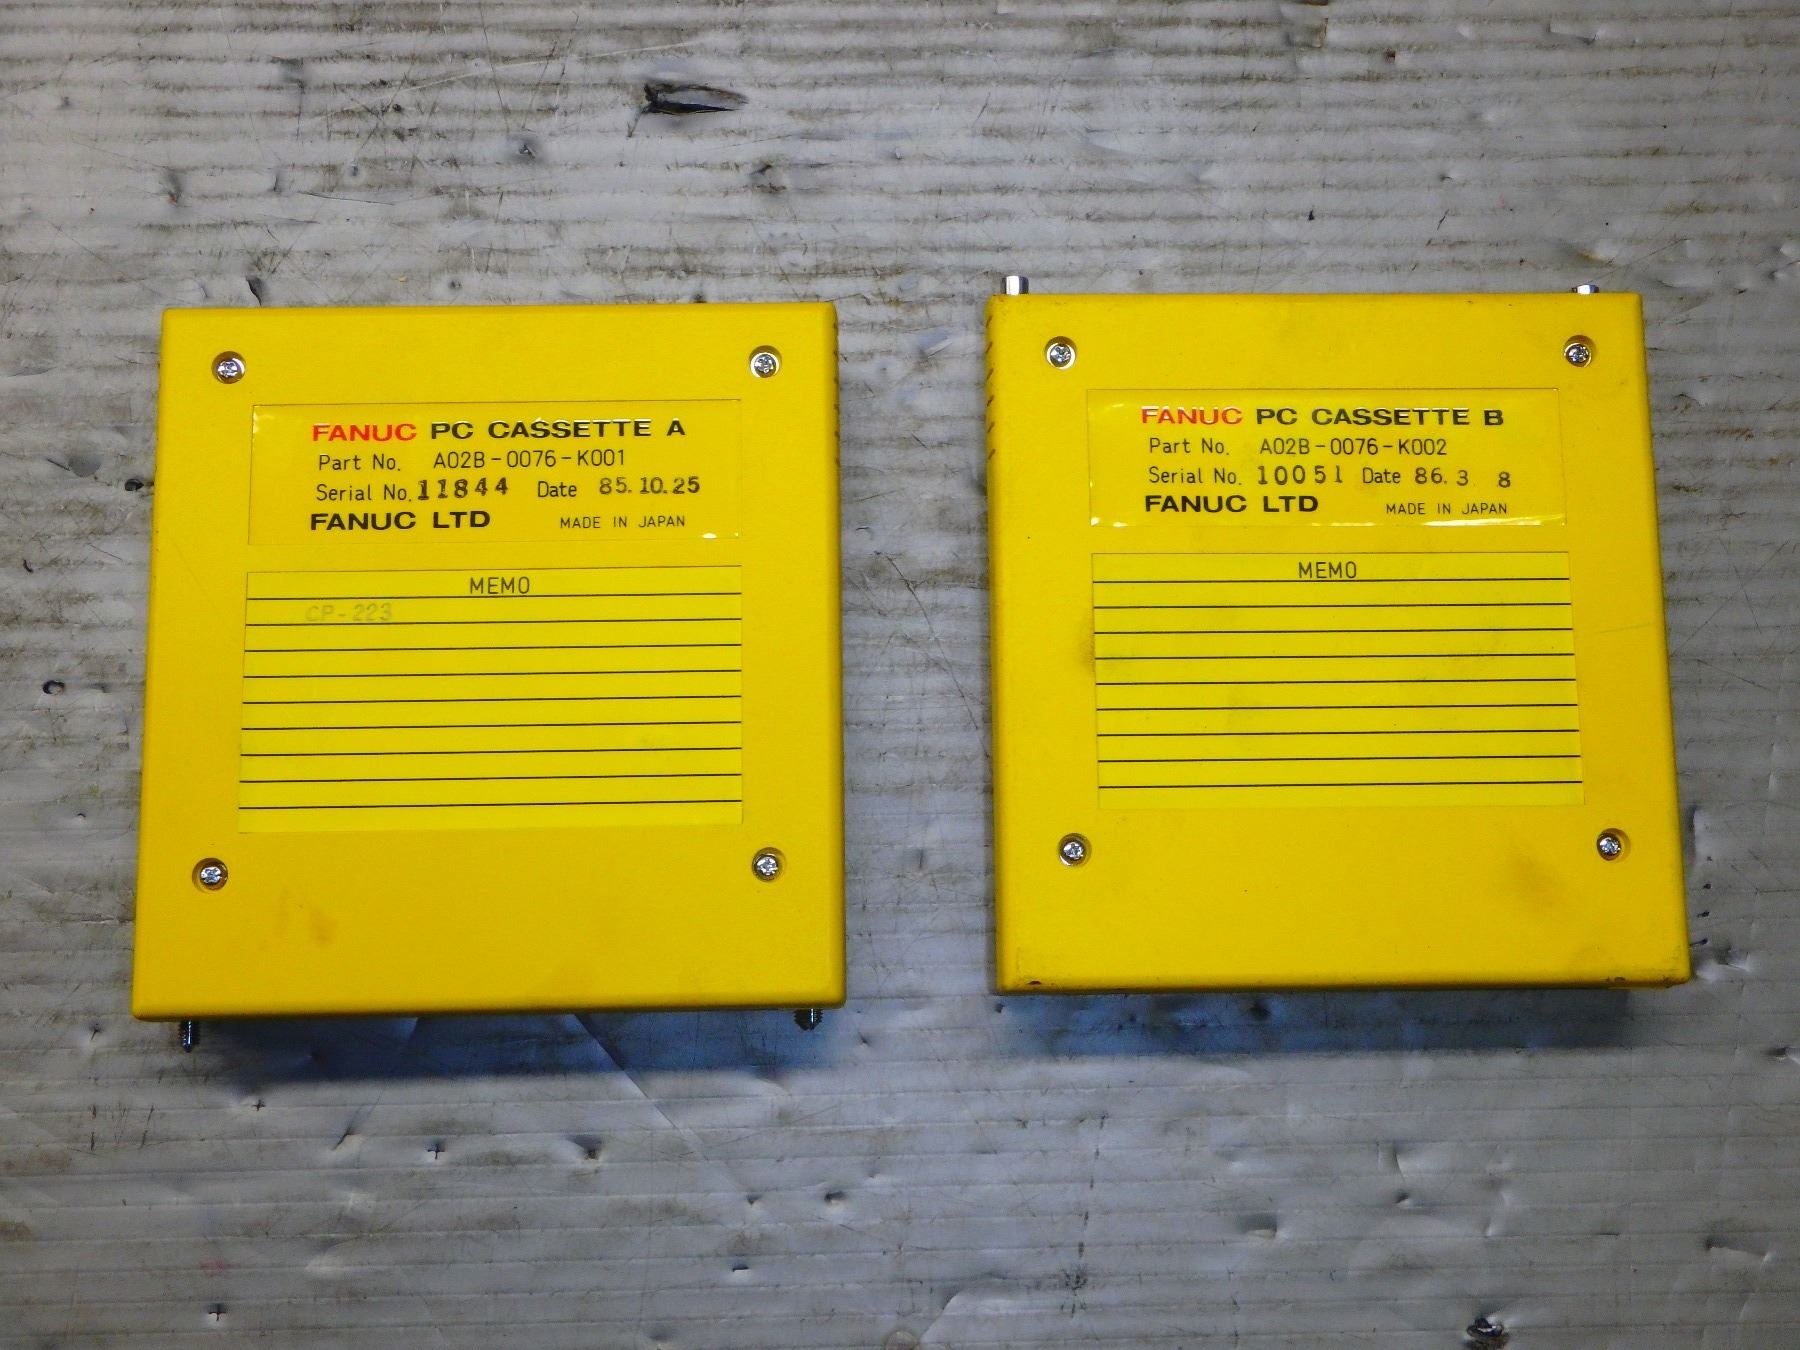 FANUC PC CASSETTE A
Part No. A02B-0076-K001
Serial No. 11844 Date 85.10.25
FANUC LTD MADE IN JAPAN
MEMO
CP-223
FANUC PC CASSETTE B
Part No. A02B-0076-K002
Serial No. 10051 Date 86.3 8
FANUC LTD MADE IN JAPAN
MEMO